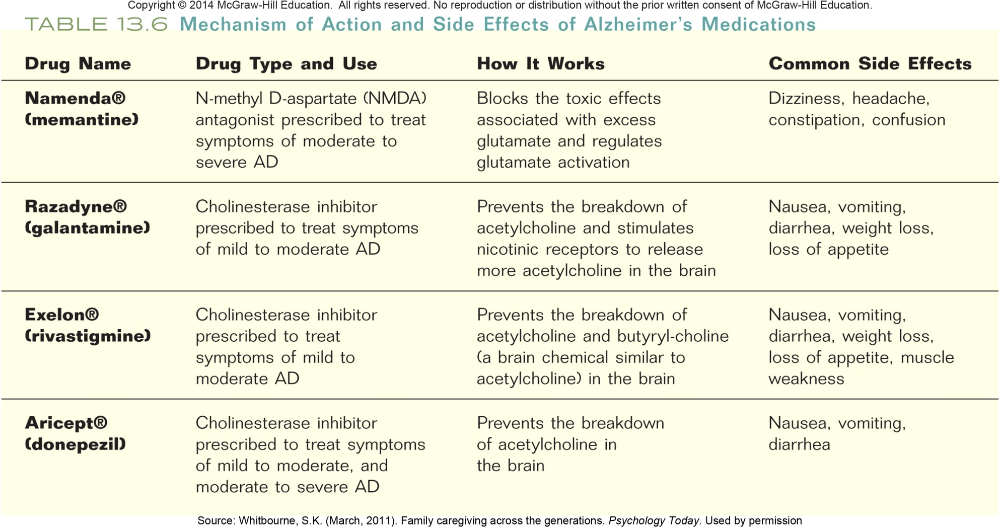 Copyright © 2014 McGraw-Hill Education. All rights reserved. No reproduction or distribution without the prior written consent of McGraw-Hill Education.
TABLE 13.6 Mechanism of Action and Side Effects of Alzheimer's Medications
Drug Name Drug Type and Use How It Works Common Side Effects
Namenda® N-methyl D-aspartate (NMDA) Blocks the toxic effects Dizziness, headache,
(memantine) antagonist prescribed to treat associated with excess constipation, confusion
symptoms of moderate to glutamate and regulates
severe AD glutamate activation
Razadyne® Cholinesterase inhibitor Prevents the breakdown of Nausea, vomiting,
(galantamine) prescribed to treat symptoms acetylcholine and stimulates diarrhea, weight loss,
of mild to moderate AD nicotinic receptors to release loss of appetite
more acetylcholine in the brain
Exelon® Cholinesterase inhibitor Prevents the breakdown of Nausea, vomiting,
(rivastigmine) prescribed to treat acetylcholine and butyryl-choline diarrhea, weight loss,
symptoms of mild to (a brain chemical similar to loss of appetite, muscle
moderate AD acetylcholine) in the brain weakness
Aricept® Cholinesterase inhibitor Prevents the breakdown Nausea, vomiting,
(donepezil) prescribed to treat symptoms of acetylcholine in diarrhea
of mild to moderate, and the brain
moderate to severe AD
Source: Whitbourne, S.K. (March, 2011). Family caregiving across the generations. Psychology Today. Used by permission